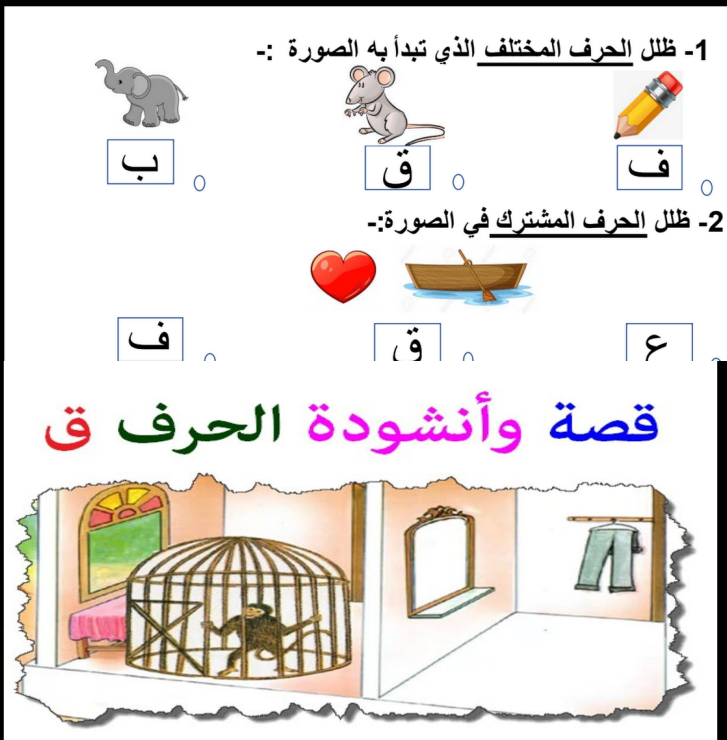 1- ظلل الحرف المختلف الذي تبدأ به الصورة :-
ف ق ب
2- ظلل الحرف المشترك في الصورة:-
ع ق ف
قصة وأنشودة الحرف ق